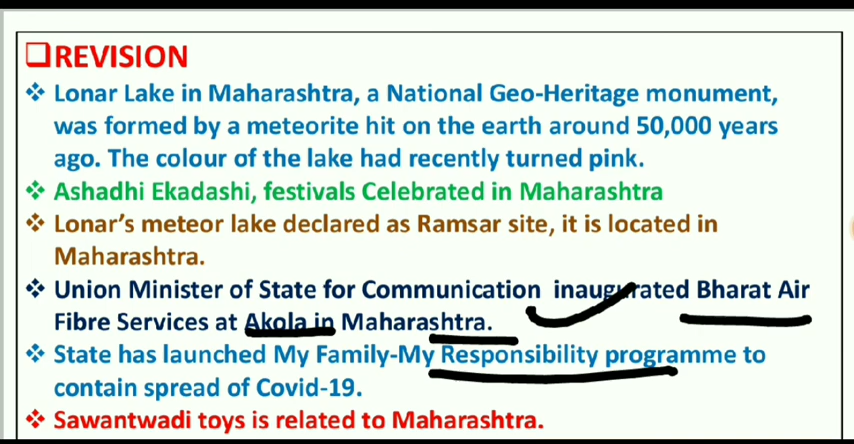 ❑REVISION
❖ Lonar Lake in Maharashtra, a National Geo-Heritage monument,
was formed by a meteorite hit on the earth around 50,000 years
ago. The colour of the lake had recently turned pink.
❖ Ashadhi Ekadashi, festivals Celebrated in Maharashtra
❖ Lonar's meteor lake declared as Ramsar site, it is located in
Maharashtra.
❖ Union Minister of State for Communication inaugurated Bharat Air
Fibre Services at Akola in Maharashtra.
❖ State has launched My Family-My Responsibility programme to
contain spread of Covid-19.
❖ Sawantwadi toys is related to Maharashtra.